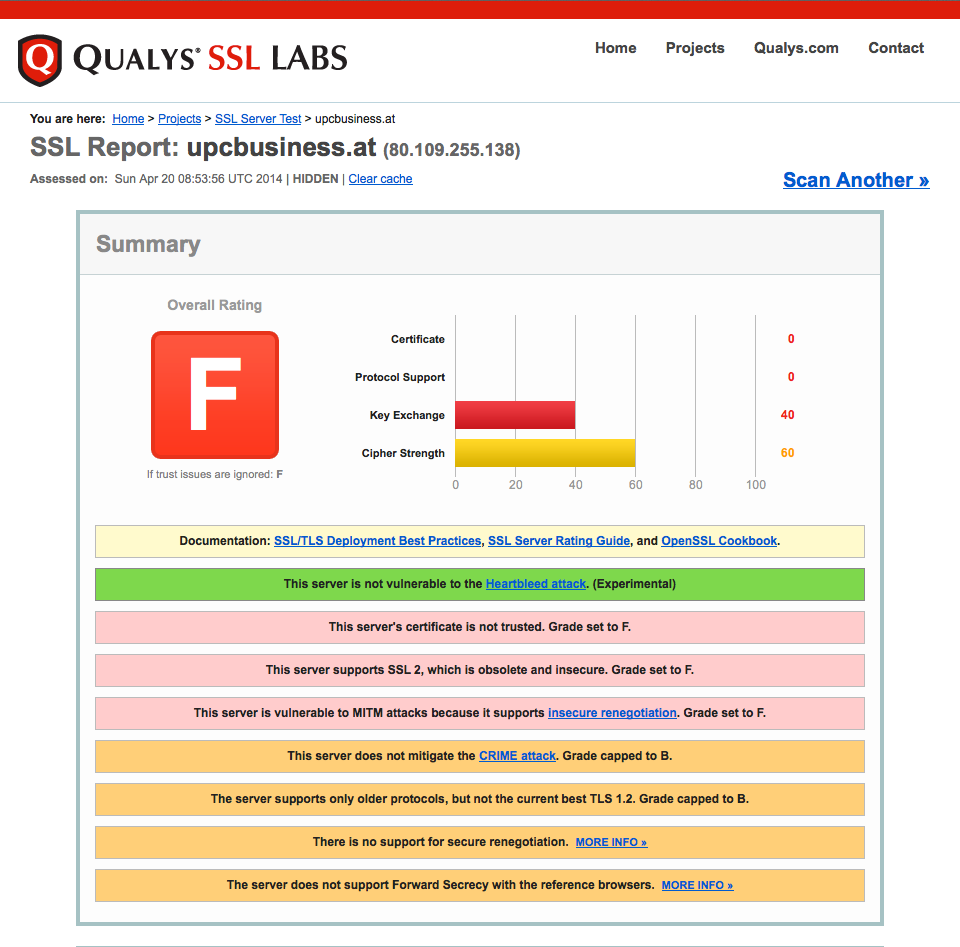 QUALYS® SSL LABS
Home Projects Qualys.com Contact
You are here: Home > Projects > SSL Server Test > upcbusiness.at
SSL Report: upcbusiness.at (80.109.255.138)
Assessed on: Sun Apr 20 08:53:56 UTC 2014 | HIDDEN | Clear cache
Scan Another »
Summary
Overall Rating
F
If trust issues are ignored: F
Certificate 0
Protocol Support 0
Key Exchange 40
Cipher Strength 60
0 20 40 60 80 100
Documentation: SSL/TLS Deployment Best Practices, SSL Server Rating Guide, and OpenSSL Cookbook.
This server is not vulnerable to the Heartbleed attack. (Experimental)
This server's certificate is not trusted. Grade set to F.
This server supports SSL 2, which is obsolete and insecure. Grade set to F.
This server is vulnerable to MITM attacks because it supports insecure renegotiation. Grade set to F.
This server does not mitigate the CRIME attack. Grade capped to B.
The server supports only older protocols, but not the current best TLS 1.2. Grade capped to B.
There is no support for secure renegotiation. MORE INFO »
The server does not support Forward Secrecy with the reference browsers. MORE INFO »